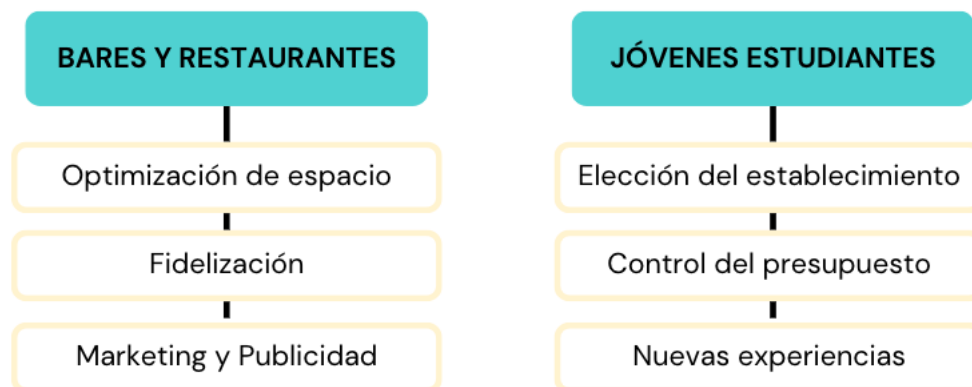 BARES Y RESTAURANTES
Optimización de espacio
Fidelización
Marketing y Publicidad
JÓVENES ESTUDIANTES
Elección del establecimiento
Control del presupuesto
Nuevas experiencias